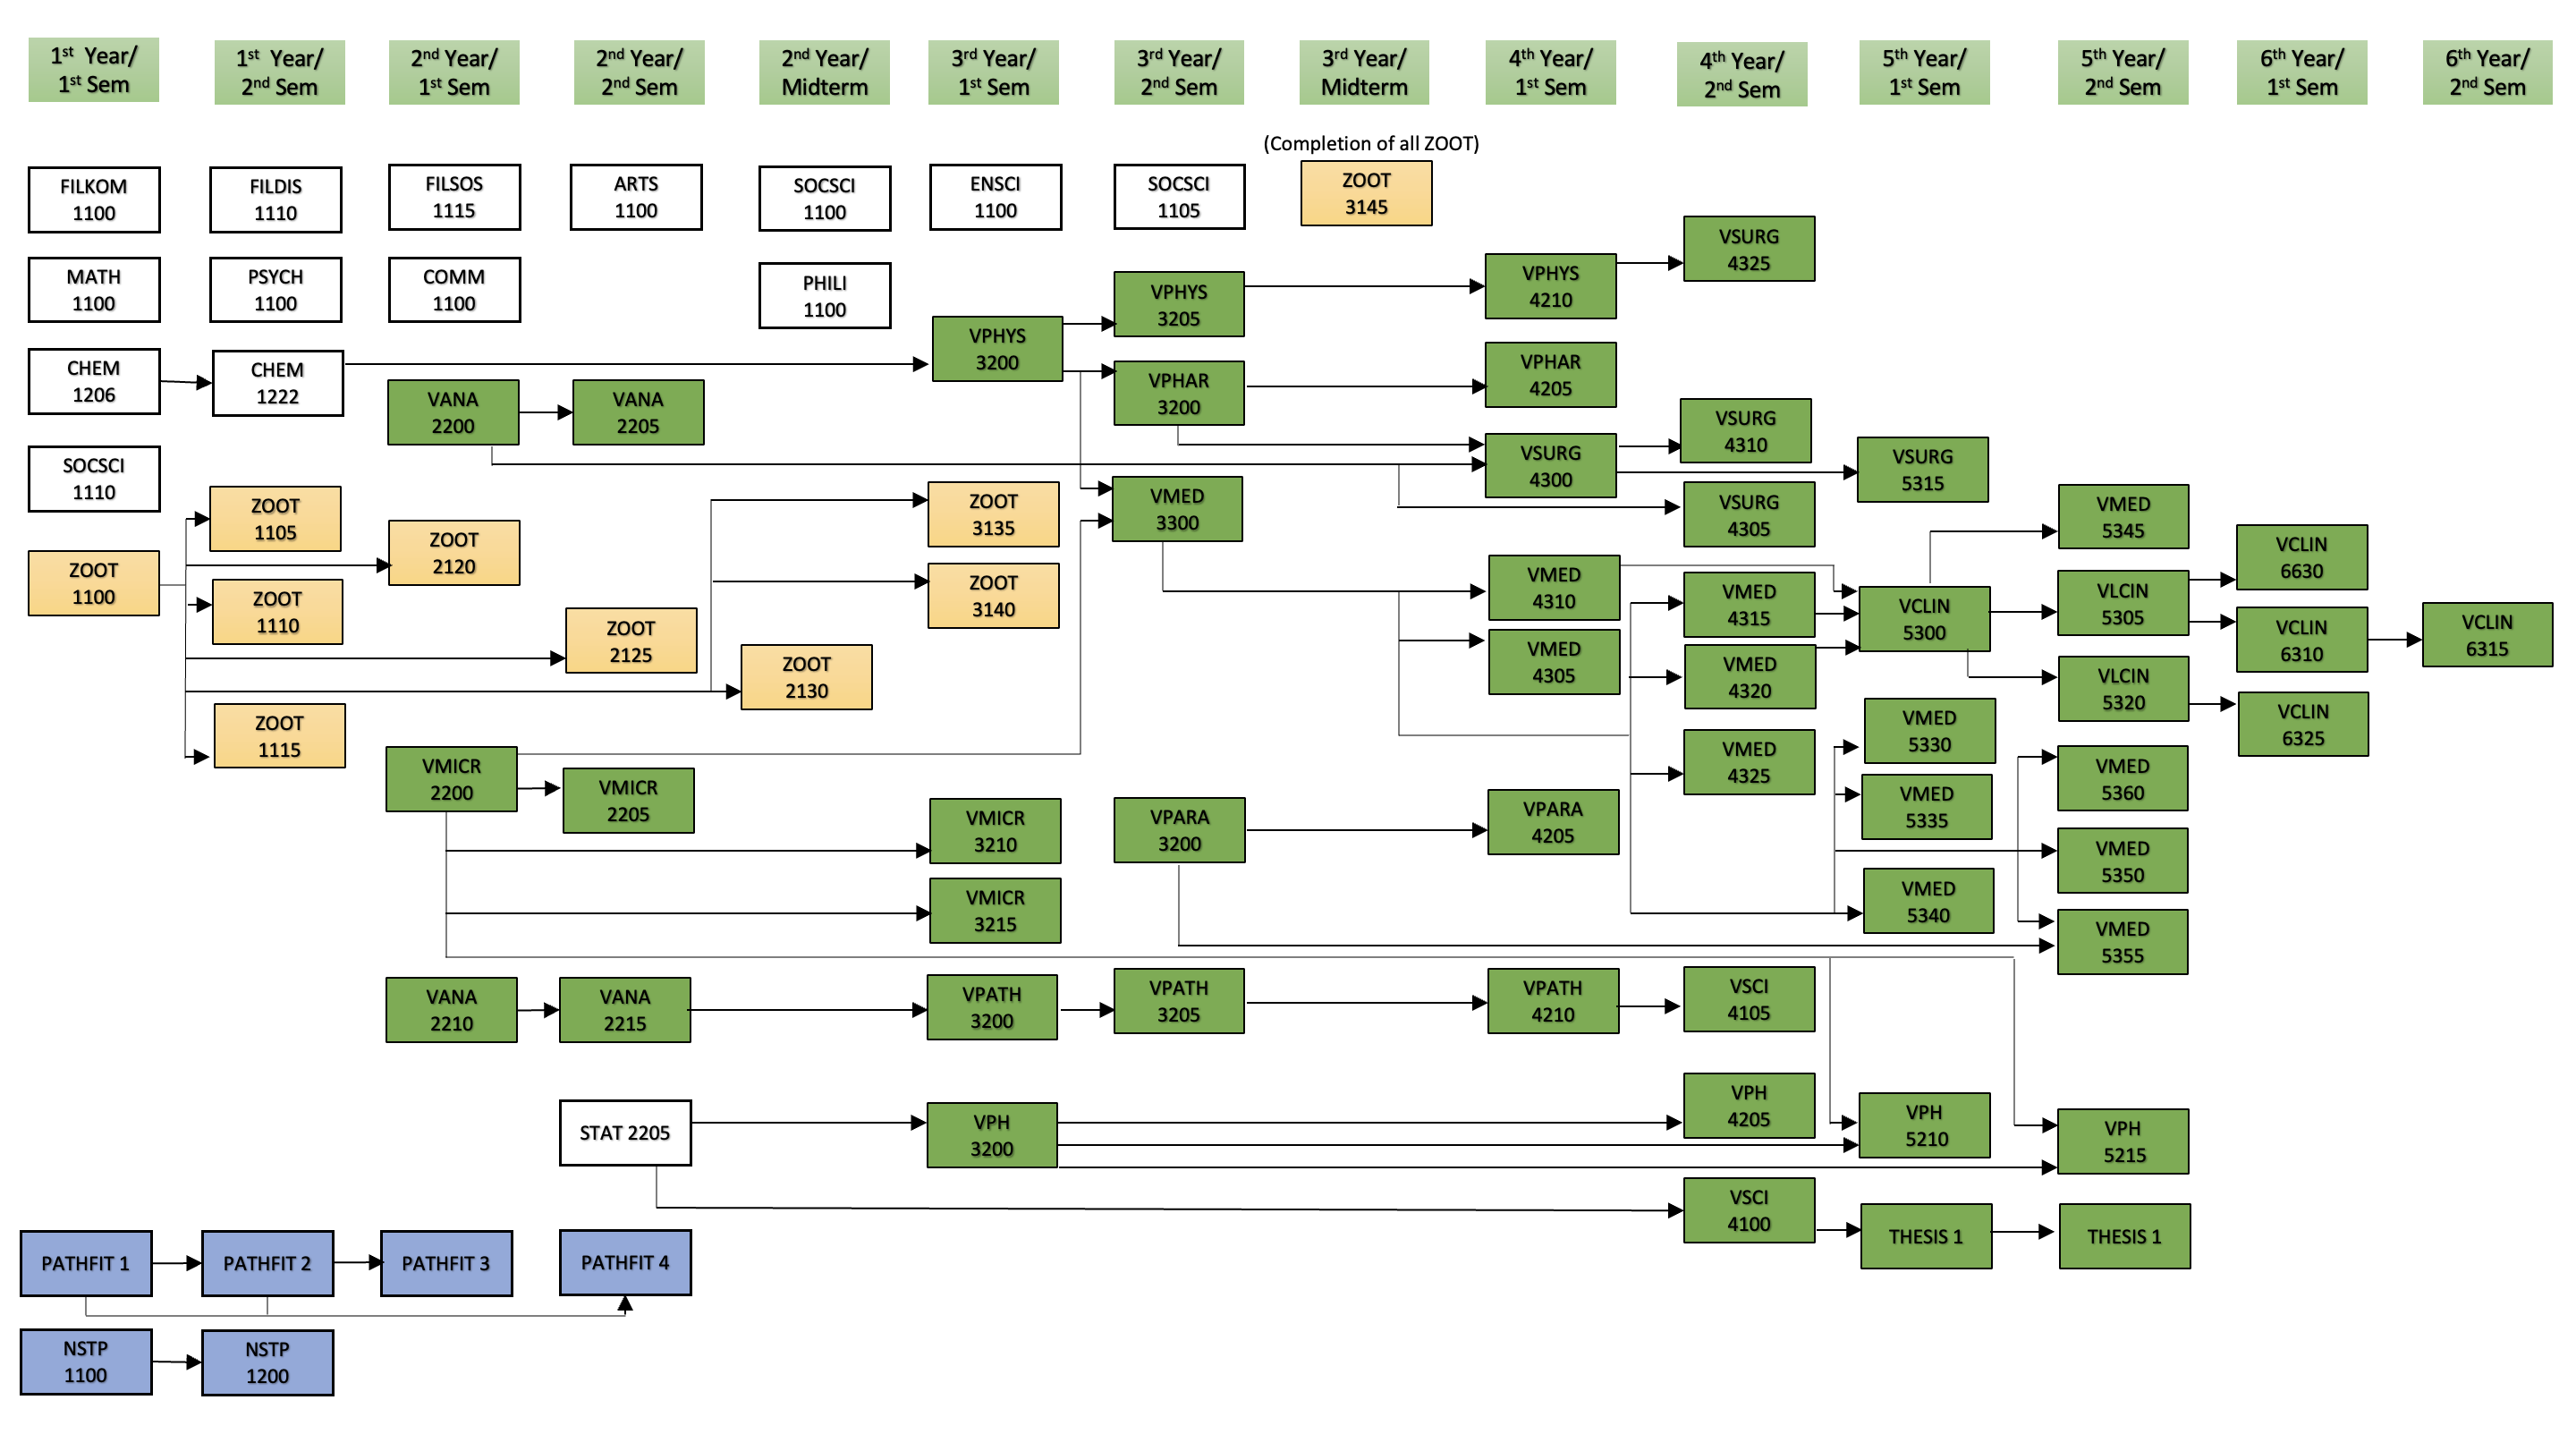 1st Year/
1st Sem
1st Year/
2nd Sem
2nd Year/
1st Sem
2nd Year/
2nd Sem
2nd Year/
Midterm
3rd Year/
1st Sem
3rd Year/
2nd Sem
3rd Year/
Midterm
4th Year/
1st Sem
4th Year/
2nd Sem
5th Year/
1st Sem
5th Year/
2nd Sem
6th Year/
1st Sem
6th Year/
2nd Sem
FILKOM
1100
MATH
1100
CHEM
1206
SOCSCI
1110
ZOOT
1100
PATHFIT 1
NSTP
1100
FILDIS
1110
PSYCH
1100
CHEM
1222
ZOOT
1105
ZOOT
1110
ZOOT
1115
PATHFIT 2
NSTP
1200
FILSOS
1115
COMM
1100
VANA
2200
ZOOT
2120
VMICR
2200
VANA
2210
PATHFIT 3
ARTS
1100
VANA
2205
ZOOT
2125
VMICR
2205
VANA
2215
STAT 2205
PATHFIT 4
SOCSCI
1100
PHILI
1100
ZOOT
2130
ENSCI
1100
VPHYS
3200
ZOOT
3135
ZOOT
3140
VMICR
3210
VMICR
3215
VPATH
3200
VPH
3200
SOCSCI
1105
VPHYS
3205
VPHAR
3200
VMED
3300
VPARA
3200
VPATH
3205
(Completion of all ZOOT)
ZOOT
3145
VPHYS
4210
VPHAR
4205
VSURG
4300
VMED
4310
VMED
4305
VPARA
4205
VPATH
4210
VSURG
4325
VSURG
4310
VSURG
4305
VMED
4315
VMED
4320
VMED
4325
VSCI
4105
VPH
4205
VSCI
4100
VSURG
5315
VCLIN
5300
VMED
5330
VMED
5335
VMED
5340
VPH
5210
THESIS 1
VMED
5345
VLCIN
5305
VLCIN
5320
VMED
5360
VMED
5350
VMED
5355
VPH
5215
THESIS 1
VCLIN
6630
VCLIN
6310
VCLIN
6325
VCLIN
6315